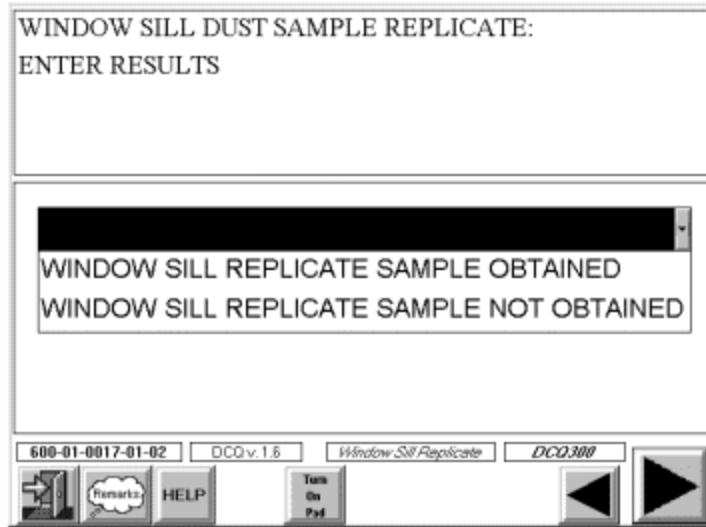 WINDOW SILL DUST SAMPLE REPLICATE:
ENTER RESULTS
WINDOW SILL REPLICATE SAMPLE OBTAINED
WINDOW SILL REPLICATE SAMPLE NOT OBTAINED
600-01-0017-01-02 DCQ v. 1.6 Window Sill Replicate DCQ300
Remarks HELP Turn
On
Pad